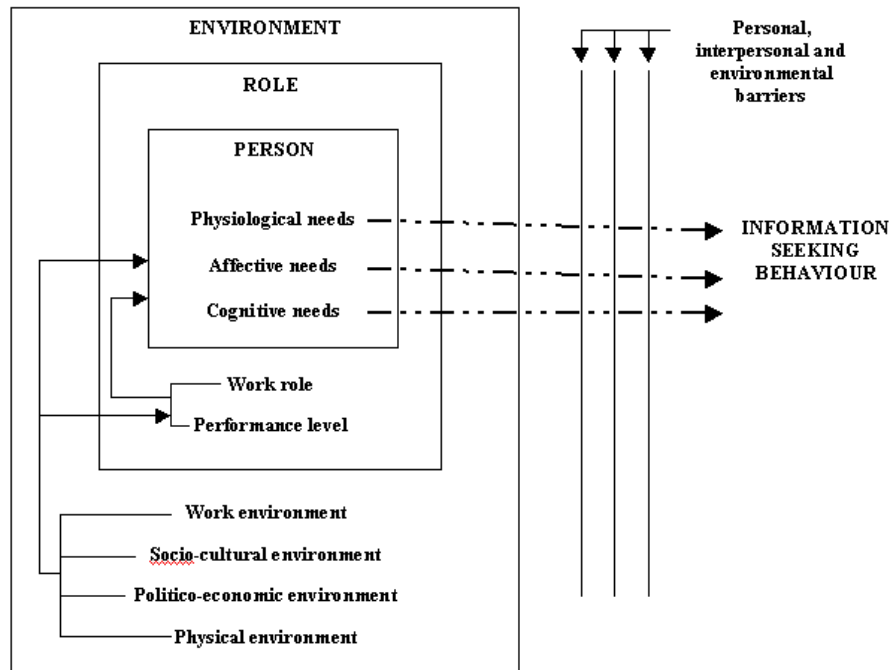 ENVIRONMENT
ROLE
PERSON
Physiological needs
Affective needs
Cognitive needs
Work role
Performance level
Work environment
Socio-cultural environment
Politico-economic environment
Physical environment
Personal,
interpersonal and
environmental
barriers
INFORMATION
SEEKING
BEHAVIOUR